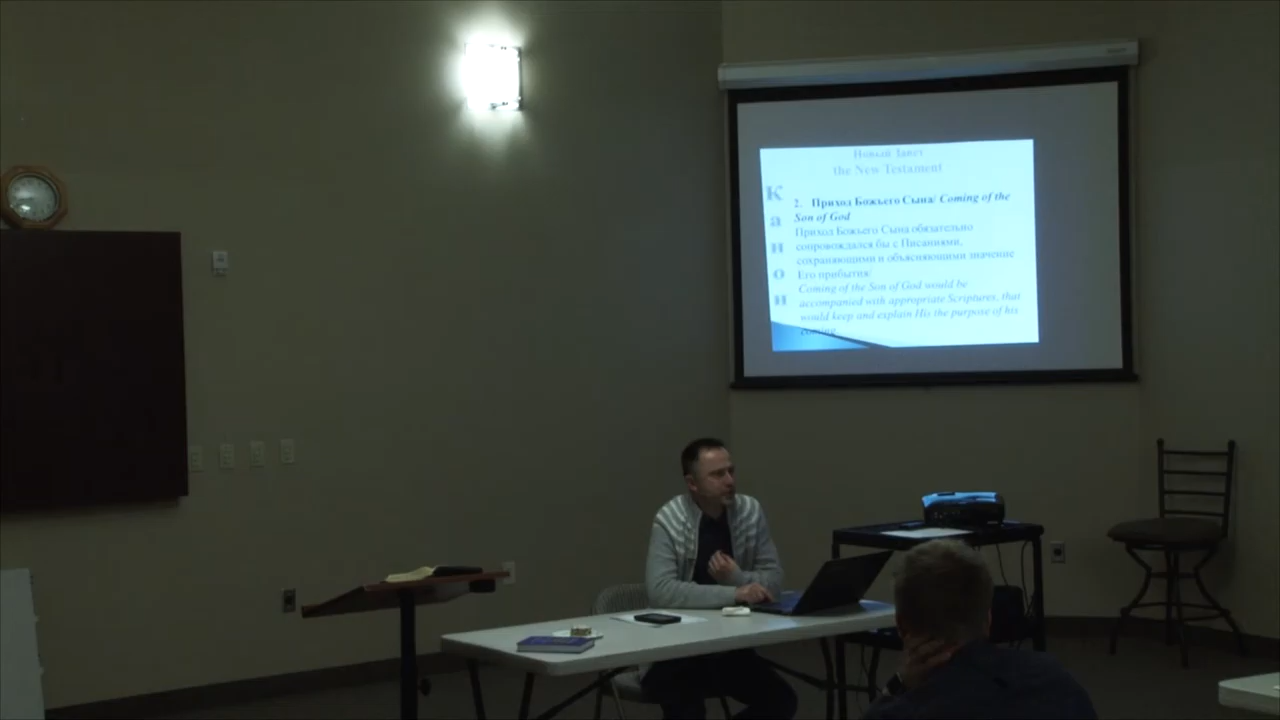 Новый Завет
the New Testament
Канон
2. Приход Божьего Сына/ Coming of the
Son of God
Приход Божьего Сына обязательно
сопровождался бы с Писаниями,
сохраняющими и объясняющими значение
Его прибытия/
Coming of the Son of God would be
accompanied with appropriate Scriptures, that
would keep and explain His the purpose of his
coming